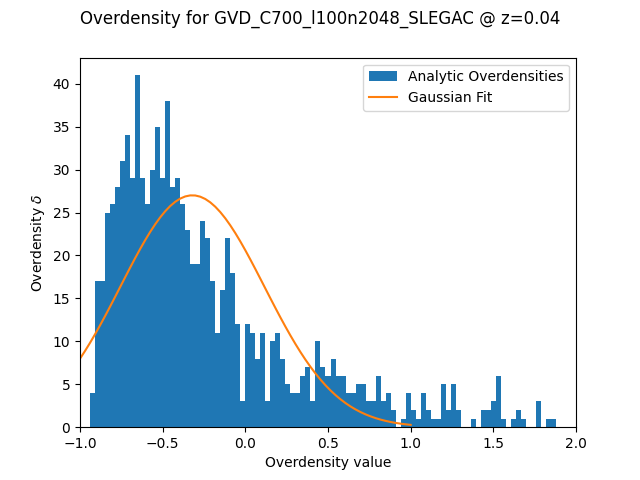 Overdensity for GVD_C700_l100n2048_SLEGAC @ z=0.04
Analytic Overdensities
Gaussian Fit
Overdensity δ
40
35
30
25
20
15
10
5
0
−1.0 −0.5 0.0 0.5 1.0 1.5 2.0
Overdensity value